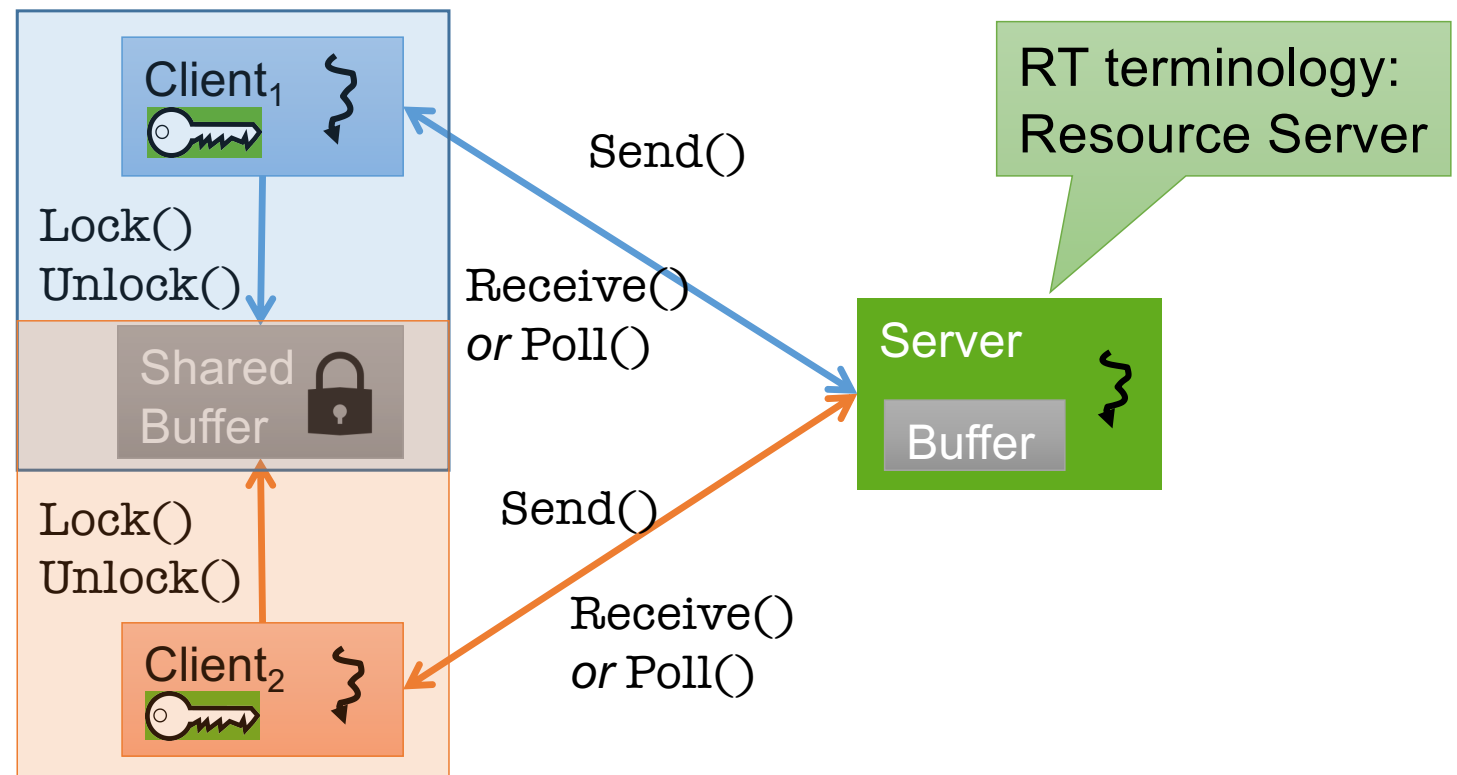 Client₁
Lock()
Unlock()
Shared
Buffer
Lock()
Unlock()
Client₂
Send()
Receive()
or Poll()
Send()
Receive()
or Poll()
RT terminology:
Resource Server
Server
Buffer